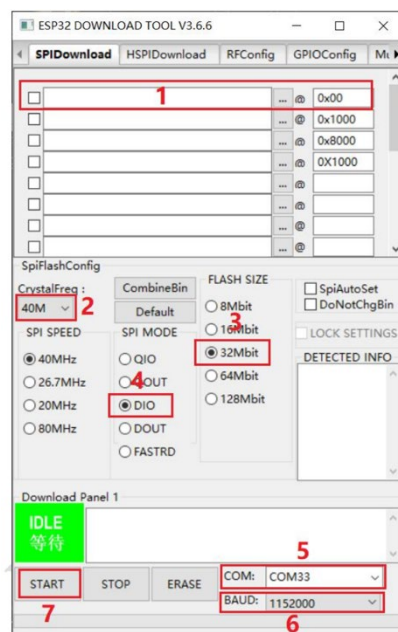 ESP32 DOWNLOAD TOOL V3.6.6
SPIDownload HSPIDownload RFConfig GPIOConfig Mu
1
... @ 0x00
... @ 0x1000
... @ 0x8000
... @ 0X1000
... @
... @
... @
SpiFlashConfig
CrystalFreq :
40M
2
CombineBin
Default
SPI SPEED
40MHz
26.7MHz
20MHz
80MHz
SPI MODE
QIO
4
DIO
DOUT
FASTRD
FLASH SIZE
8Mbit
3
32Mbit
64Mbit
128Mbit
SpiAutoSet
DoNotChgBin
LOCK SETTINGS
DETECTED INFO
Download Panel 1
IDLE
等待
START STOP ERASE
7
5
COM: COM33
BAUD: 1152000
6